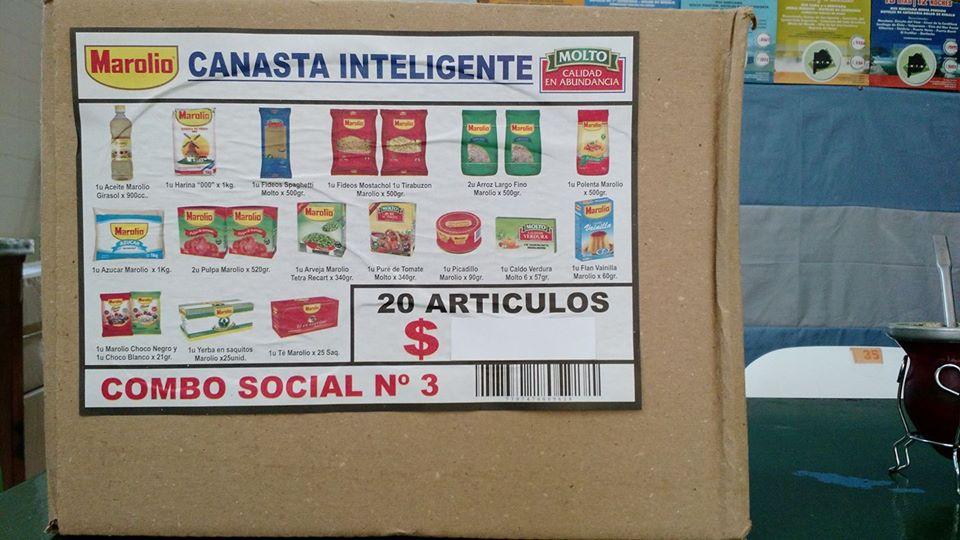 Marolio
CANASTA INTELIGENTE
MOLTO
CALIDAD
EN ABUNDANCIA
1u Aceite Marolio
Girasol x 900cc..
1u Harina "000" x 1kg.
1u Fideos Spaghetti
Molto x 500gr.
1u Fideos Mostachol 1u Tirabuzon
Marolio x 500gr.
2u Arroz Largo Fino
Marolio x 500gr.
1u Polenta Marolio
x 500gr.
1u Azucar Marolio x 1Kg.
2u Pulpa Marolio x 520gr.
1u Arveja Marolio
Tetra Recart x 340gr.
1u Puré de Tomate
Molto x 340gr.
1u Picadillo
Marolio x 90gr.
1u Caldo Verdura
Molto 6 x 57gr.
1u Flan Vainilla
Marolio x 60gr.
1u Marolio Choco Negro y
1u Choco Blanco x 21gr.
1u Yerba en saquitos
Marolio x25unid.
1u Té Marolio x 25 Saq.
20 ARTICULOS
$
COMBO SOCIAL Nº 3
35